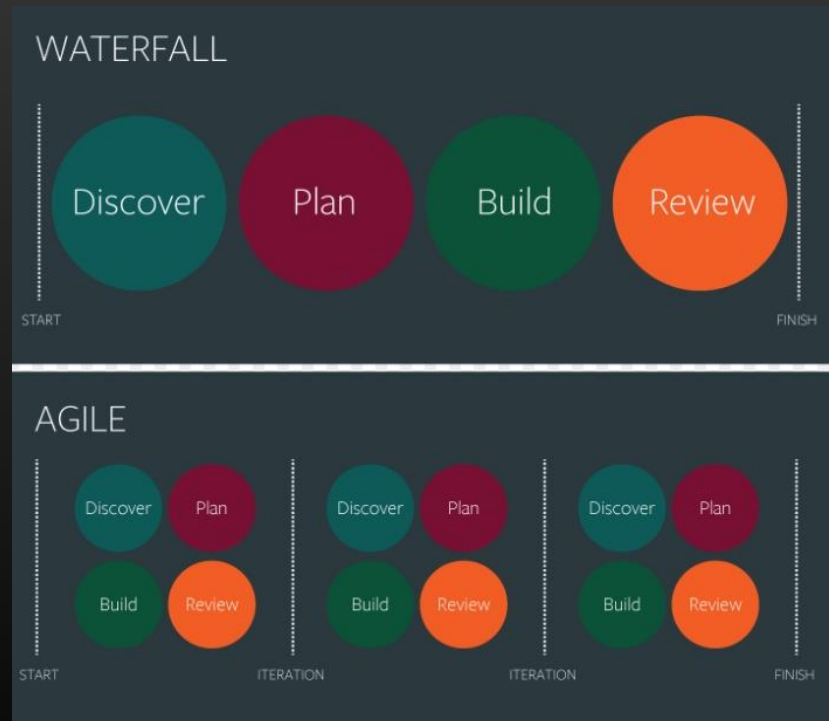 WATERFALL
Discover Plan Build Review
START FINISH
AGILE
Discover Plan Discover Plan Discover Plan
Build Review Build Review Build Review
START ITERATION ITERATION FINISH